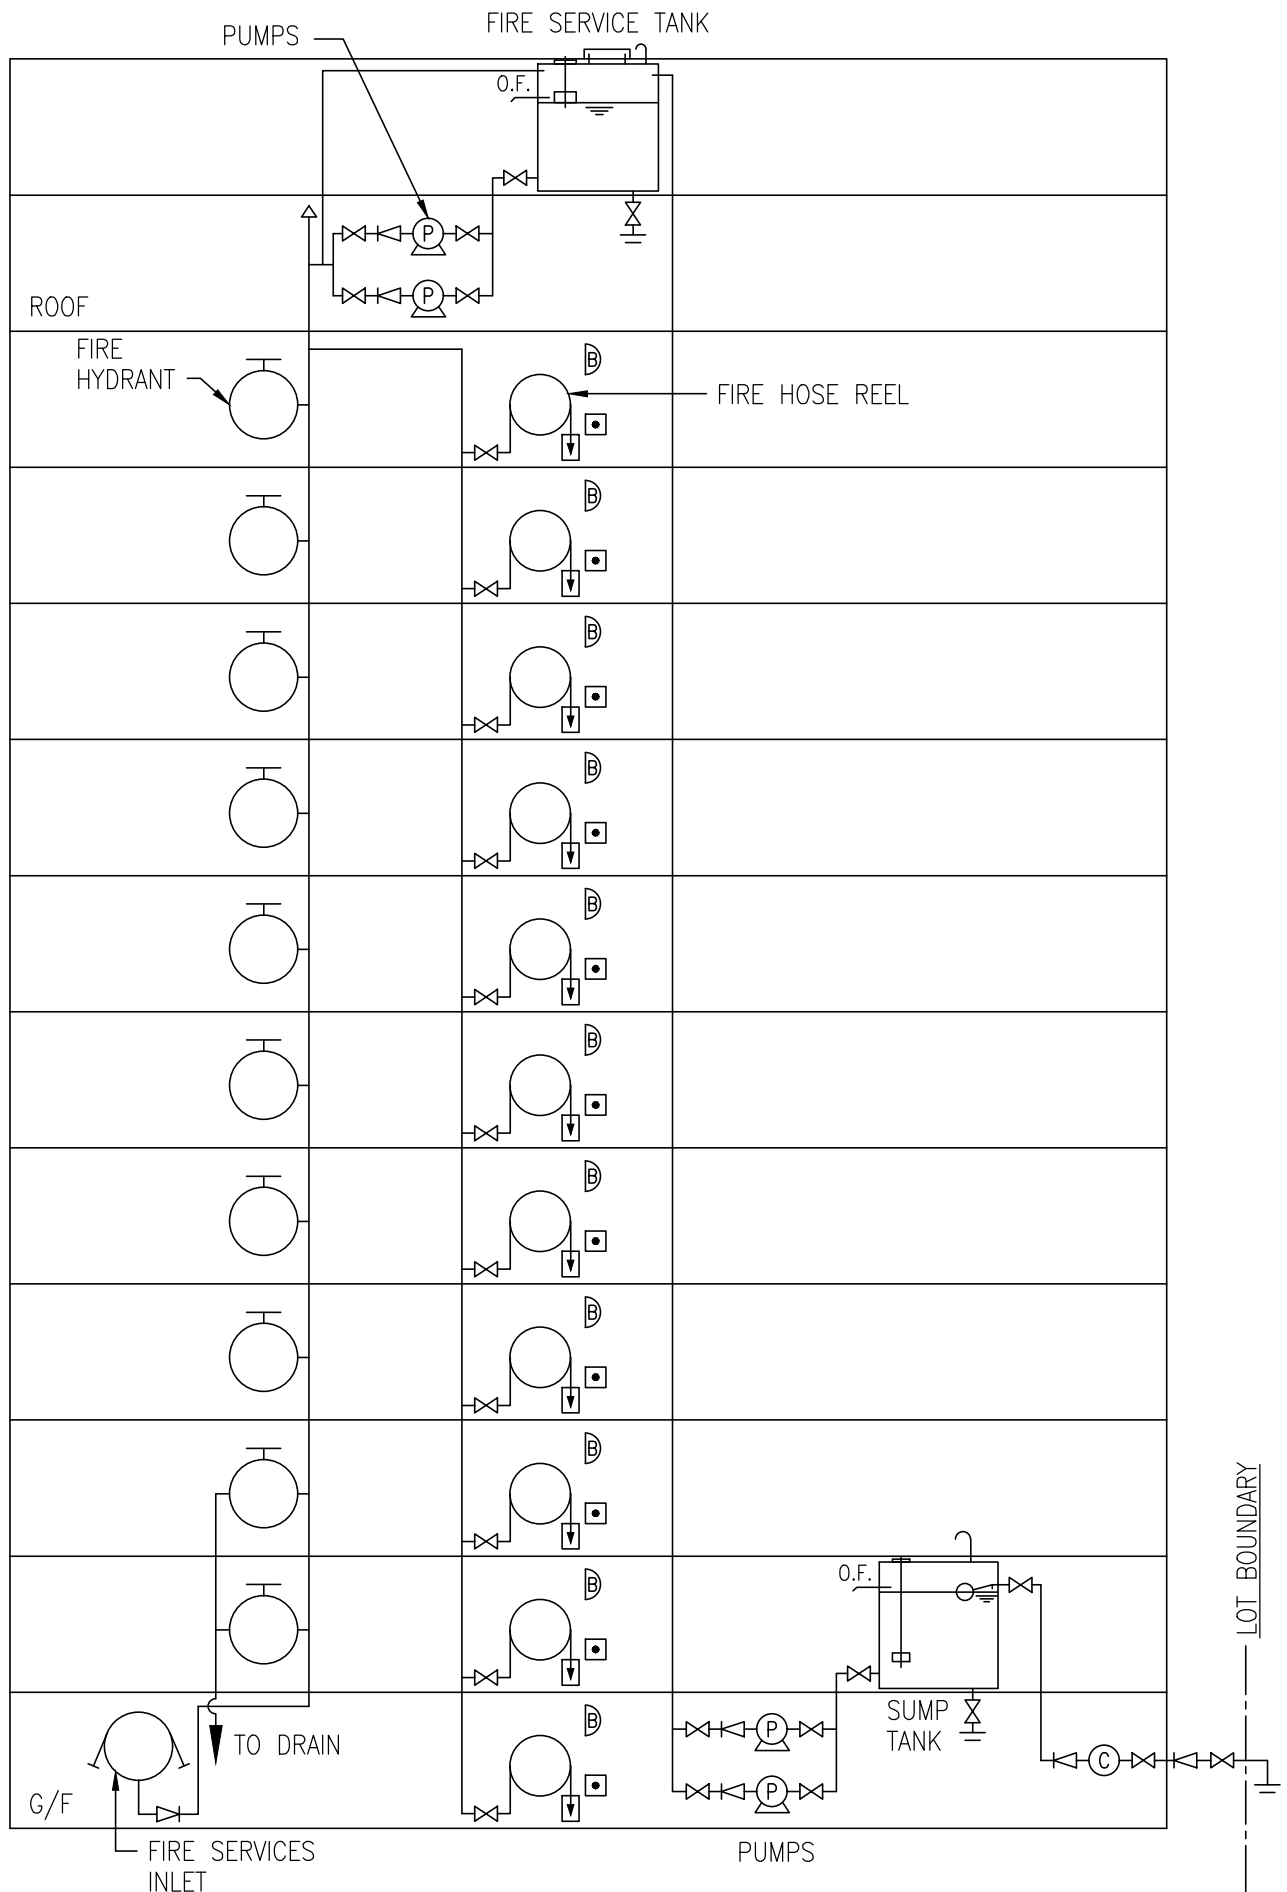 FIRE SERVICE TANK
PUMPS
O.F.
P
P
ROOF
FIRE
HYDRANT
B
FIRE HOSE REEL
B
B
B
B
B
B
B
B
B
O.F.
LOT BOUNDARY
SUMP
TANK
B
P
TO DRAIN
C
P
G/F
FIRE SERVICES
INLET
PUMPS